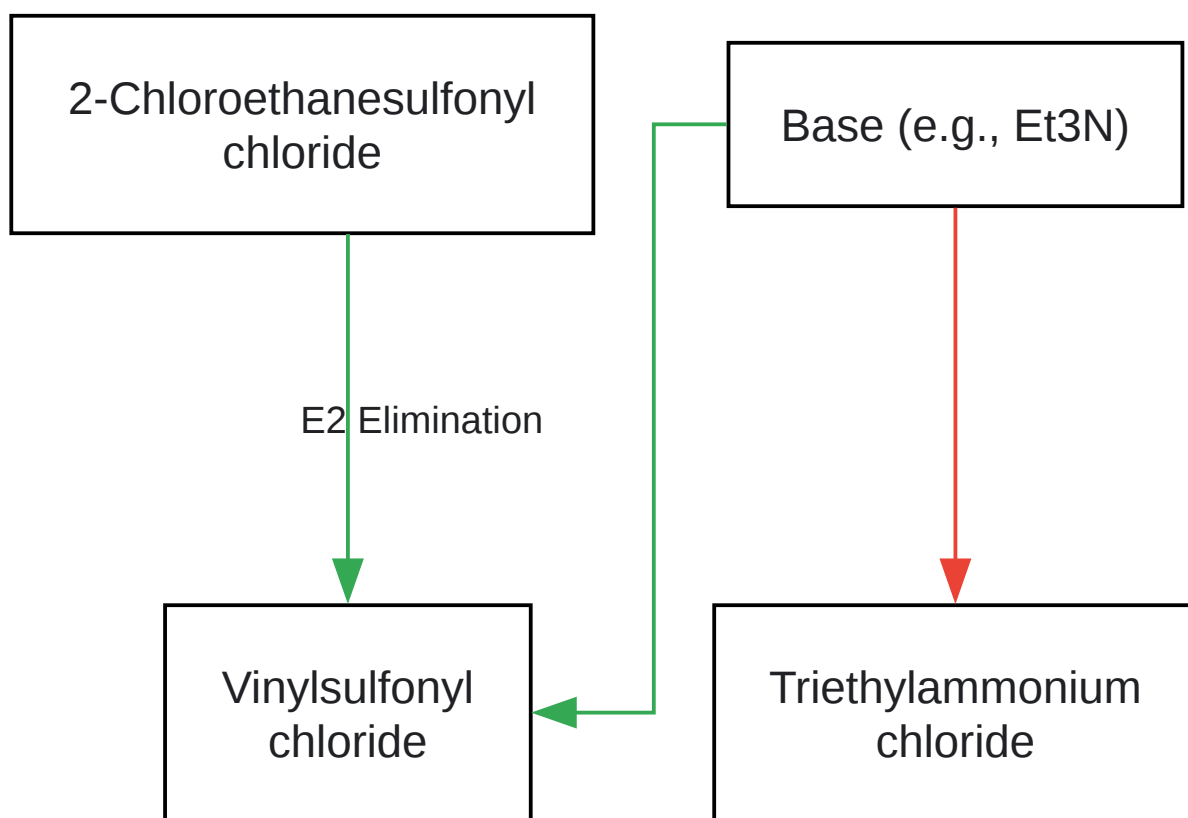 2-Chloroethanesulfonyl
chloride
Base (e.g., Et3N)
E2 Elimination
Vinylsulfonyl
chloride
Triethylammonium
chloride